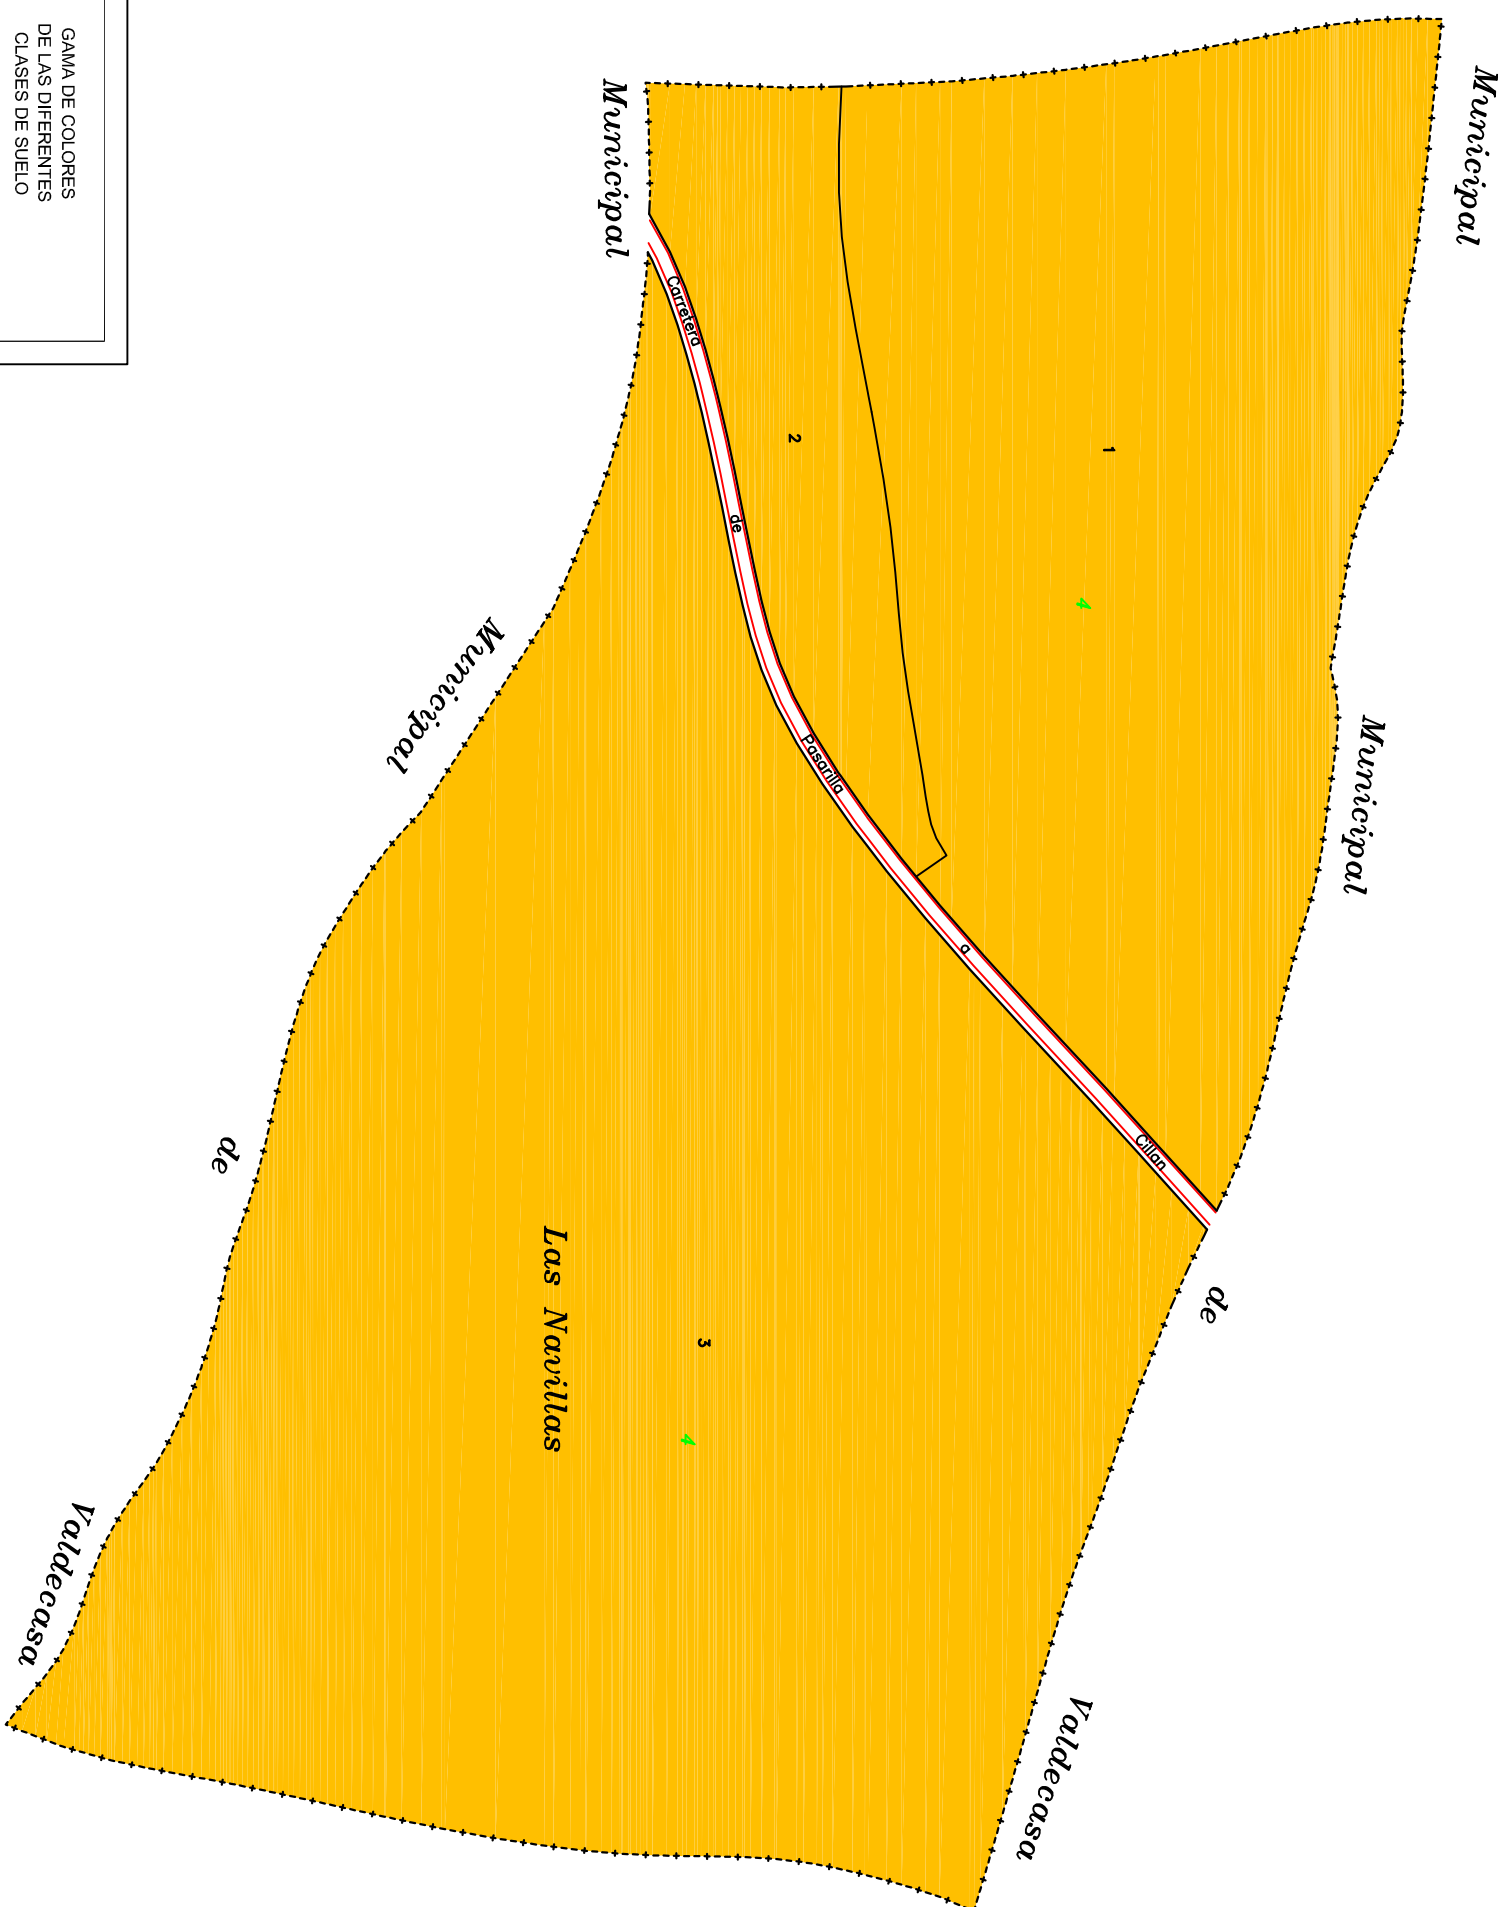 GAMA DE COLORES
DE LAS DIFERENTES
CLASES DE SUELO
Municipal
Municipal
Municipal
Municipal
de
de
Valdecasa
Valdecasa
Carretera de Pasarilla a Cillan
1
2
3
4
4
Las Navillas